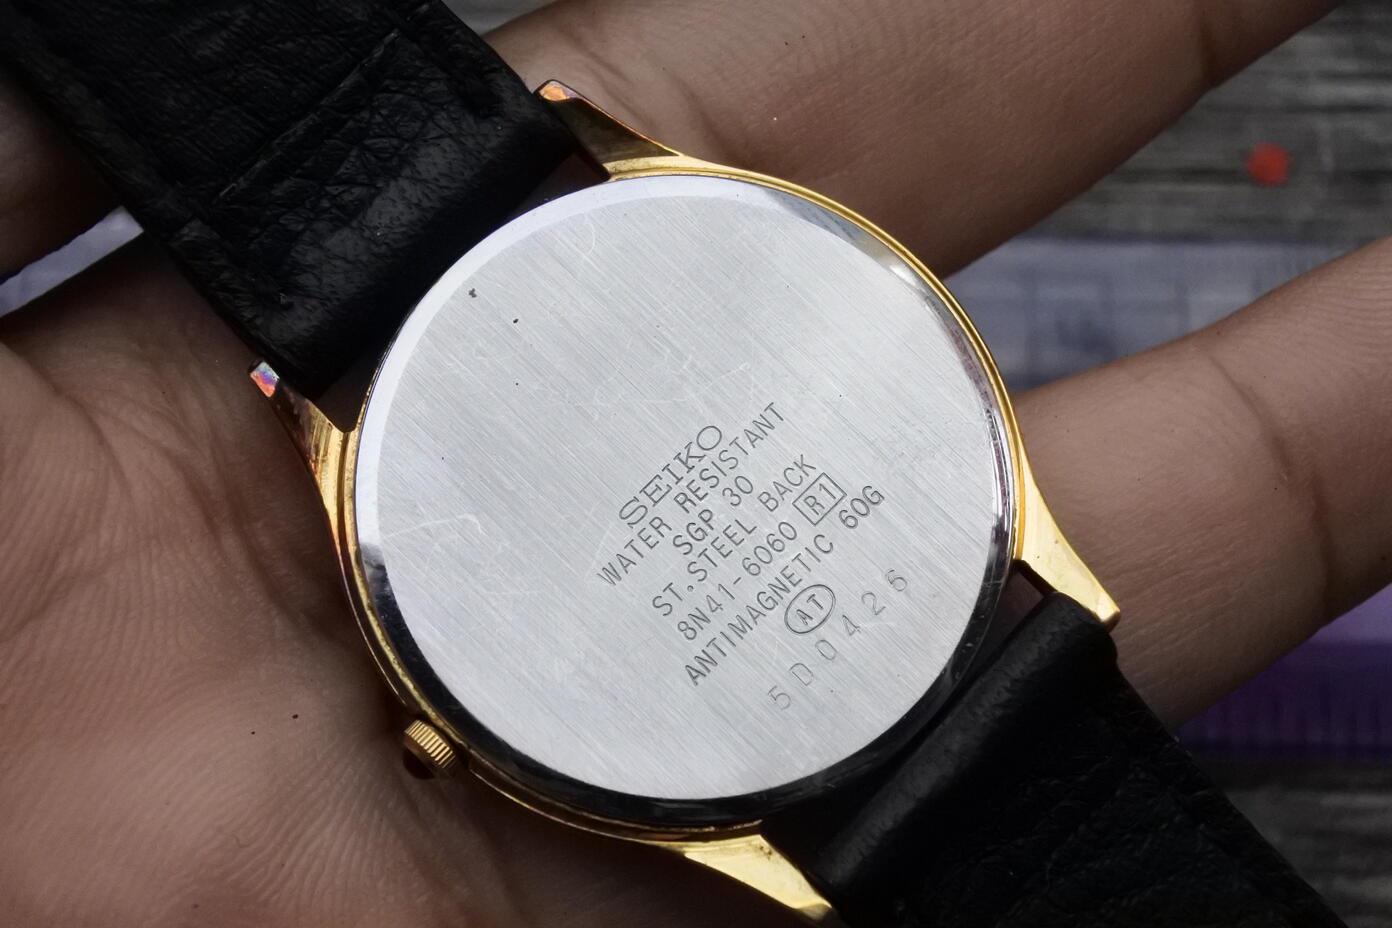 SEIKO
WATER RESISTANT
SGP 30
ST.STEEL BACK
8N41-6060 R1
ANTIMAGNETIC 60G
AT
5D0426